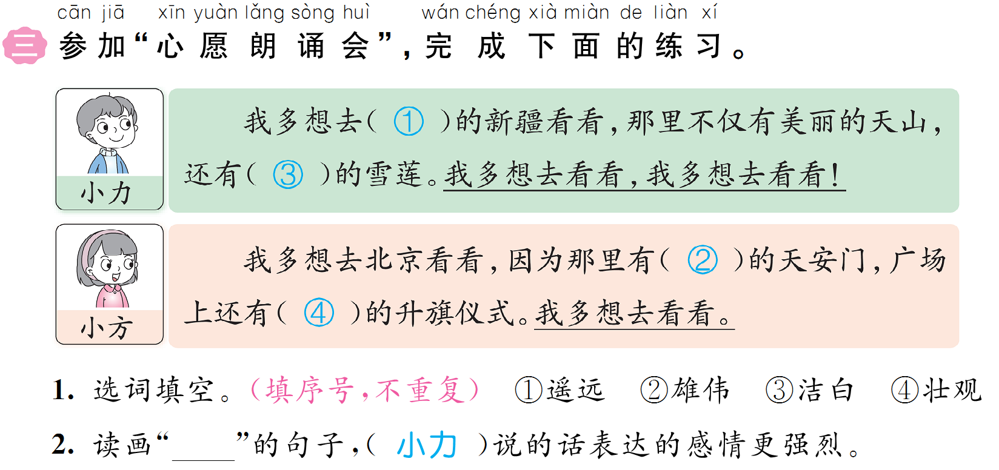 cān jiā xīn yuàn lǎng sòng huì wán chéng xià miàn de liàn xí
三 参加“心愿朗诵会”,完成下面的练习。
我多想去( ① )的新疆看看,那里不仅有美丽的天山,
还有( ③ )的雪莲。我多想去看看,我多想去看看!
小力
我多想去北京看看,因为那里有( ② )的天安门,广场
上还有( ④ )的升旗仪式。我多想去看看。
小方
1. 选词填空。(填序号,不重复) ①遥远 ②雄伟 ③洁白 ④壮观
2. 读画“____”的句子,( 小力 )说的话表达的感情更强烈。